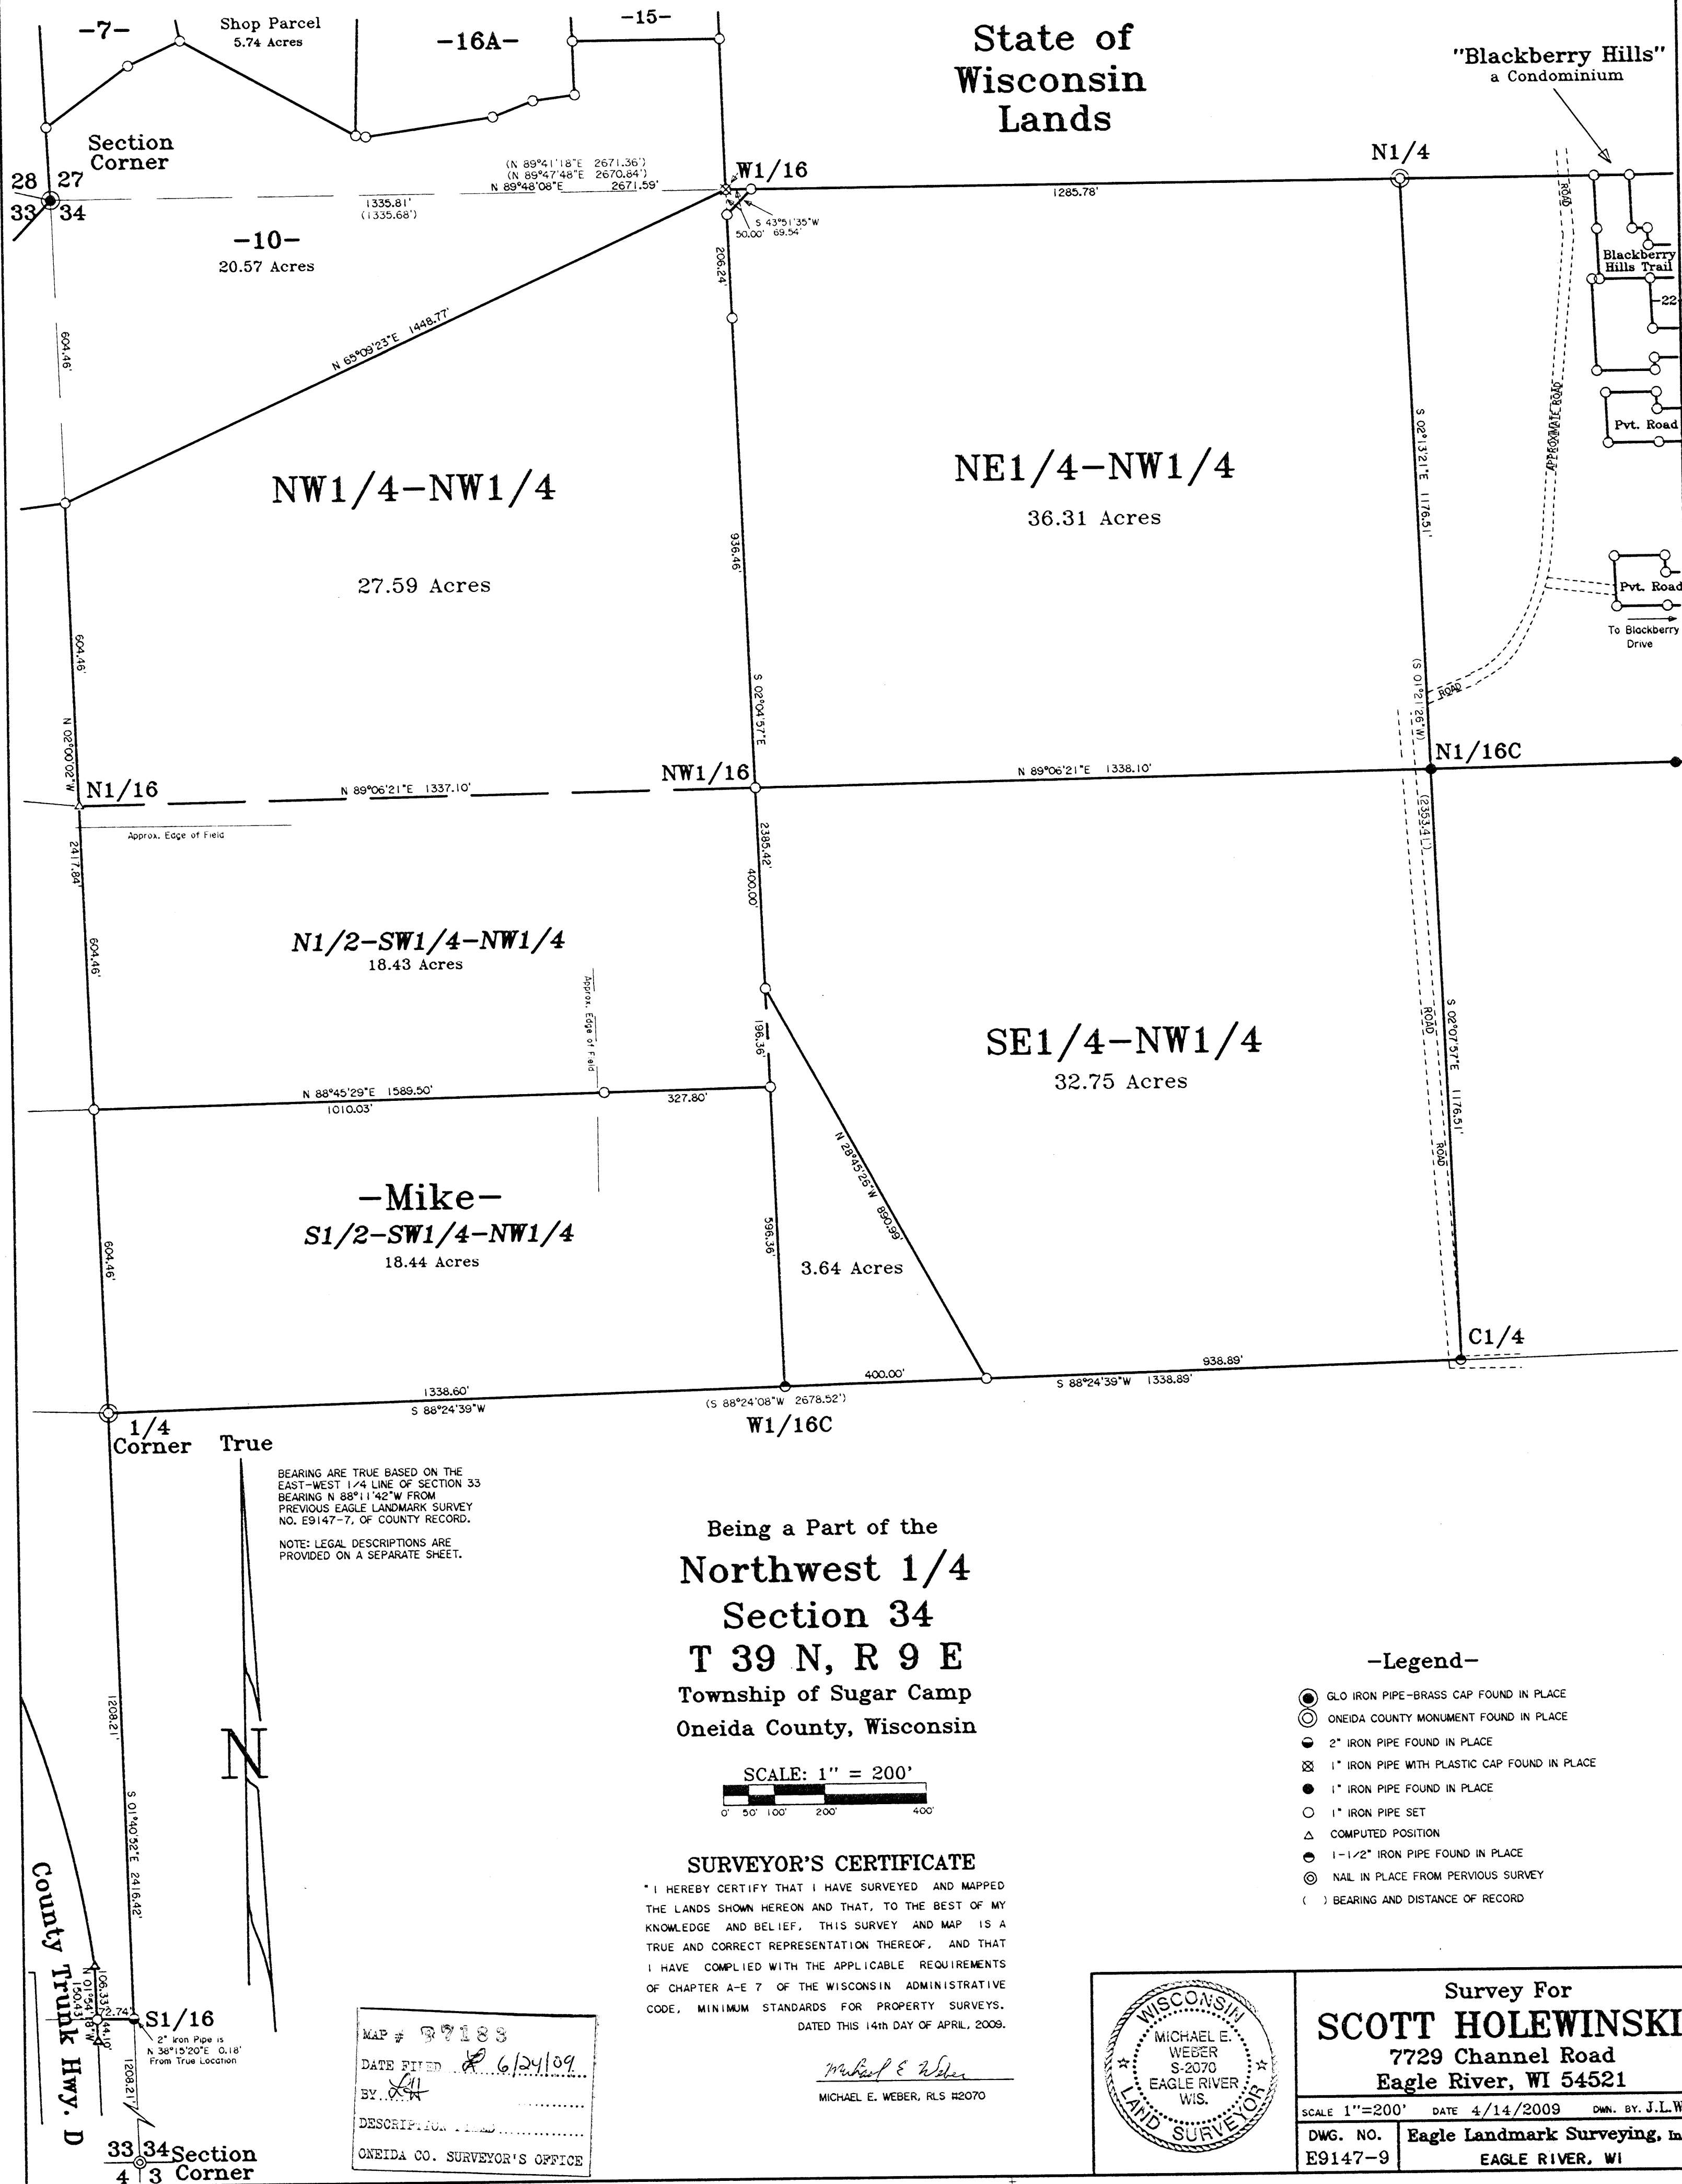 -7-
Shop Parcel
5.74 Acres
-16A-
-15-
State of
Wisconsin
Lands
"Blackberry Hills"
a Condominium
Section
Corner
28 27
33 34
(N 89°41'18"E 2671.36')
(N 89°47'48"E 2670.84')
N 89°48'08"E 2671.59'
1335.81'
(1335.68')
W1/16
S 43°51'35"W
50.00' 69.54'
1285.78'
N1/4
ROAD
-10-
20.57 Acres
206.24'
Blackberry
Hills Trail
-22-
604.46'
N 65°09'23"E 1448.77'
S 02°13'21"E 1176.51'
APPROXIMATE ROAD
Pvt. Road
NW1/4-NW1/4
27.59 Acres
NE1/4-NW1/4
36.31 Acres
936.46'
Pvt. Road
To Blackberry
Drive
604.46'
N 02°00'02"W
S 02°04'57"E
(S 01°21'26"W)
ROAD
N1/16
N 89°06'21"E 1337.10'
NW1/16
N 89°06'21"E 1338.10'
N1/16C
Approx. Edge of Field
2417.84'
2385.42'
400.00'
(2353.41')
N1/2-SW1/4-NW1/4
18.43 Acres
604.46'
Approx. Edge of Field
196.36'
SE1/4-NW1/4
32.75 Acres
ROAD
S 02°07'57"E 1176.51'
N 88°45'29"E 1589.50'
1010.03'
327.80'
ROAD
-Mike-
S1/2-SW1/4-NW1/4
18.44 Acres
604.46'
596.36'
N 28°45'26"W 890.99'
3.64 Acres
C1/4
1338.60'
S 88°24'39"W
400.00'
938.89'
S 88°24'39"W 1338.89'
(S 88°24'08"W 2678.52')
W1/16C
1/4
Corner
True
BEARING ARE TRUE BASED ON THE
EAST-WEST 1/4 LINE OF SECTION 33
BEARING N 88°11'42"W FROM
PREVIOUS EAGLE LANDMARK SURVEY
NO. E9147-7, OF COUNTY RECORD.
NOTE: LEGAL DESCRIPTIONS ARE
PROVIDED ON A SEPARATE SHEET.
N
Being a Part of the
Northwest 1/4
Section 34
T 39 N, R 9 E
Township of Sugar Camp
Oneida County, Wisconsin
SCALE: 1" = 200'
0' 50' 100' 200' 400'
SURVEYOR'S CERTIFICATE
" I HEREBY CERTIFY THAT I HAVE SURVEYED AND MAPPED
THE LANDS SHOWN HEREON AND THAT, TO THE BEST OF MY
KNOWLEDGE AND BELIEF, THIS SURVEY AND MAP IS A
TRUE AND CORRECT REPRESENTATION THEREOF, AND THAT
I HAVE COMPLIED WITH THE APPLICABLE REQUIREMENTS
OF CHAPTER A-E 7 OF THE WISCONSIN ADMINISTRATIVE
CODE, MINIMUM STANDARDS FOR PROPERTY SURVEYS.
DATED THIS 14th DAY OF APRIL, 2009.
Michael E Weber
MICHAEL E. WEBER, RLS #2070
-Legend-
GLO IRON PIPE-BRASS CAP FOUND IN PLACE
ONEIDA COUNTY MONUMENT FOUND IN PLACE
2" IRON PIPE FOUND IN PLACE
1" IRON PIPE WITH PLASTIC CAP FOUND IN PLACE
1" IRON PIPE FOUND IN PLACE
1" IRON PIPE SET
COMPUTED POSITION
1-1/2" IRON PIPE FOUND IN PLACE
NAIL IN PLACE FROM PERVIOUS SURVEY
( ) BEARING AND DISTANCE OF RECORD
1208.21'
S 01°40'52"E 2416.42'
County Trunk Hwy. D
106.33'
N 01°54'18"W
150.43'
44.10'
72.74'
S1/16
2" Iron Pipe is
N 38°15'20"E 0.18'
From True Location
1208.21'
33 34
4 3
Section
Corner
MAP # 37183
DATE FILED 6/24/09
BY
ONEIDA CO. SURVEYOR'S OFFICE
WISCONSIN
MICHAEL E.
WEBER
S-2070
EAGLE RIVER
WIS.
LAND SURVEYOR
Survey For
SCOTT HOLEWINSKI
7729 Channel Road
Eagle River, WI 54521
SCALE 1"=200' DATE 4/14/2009 DWN. BY. J.L.W
DWG. NO.
E9147-9
Eagle Landmark Surveying, In
EAGLE RIVER, WI